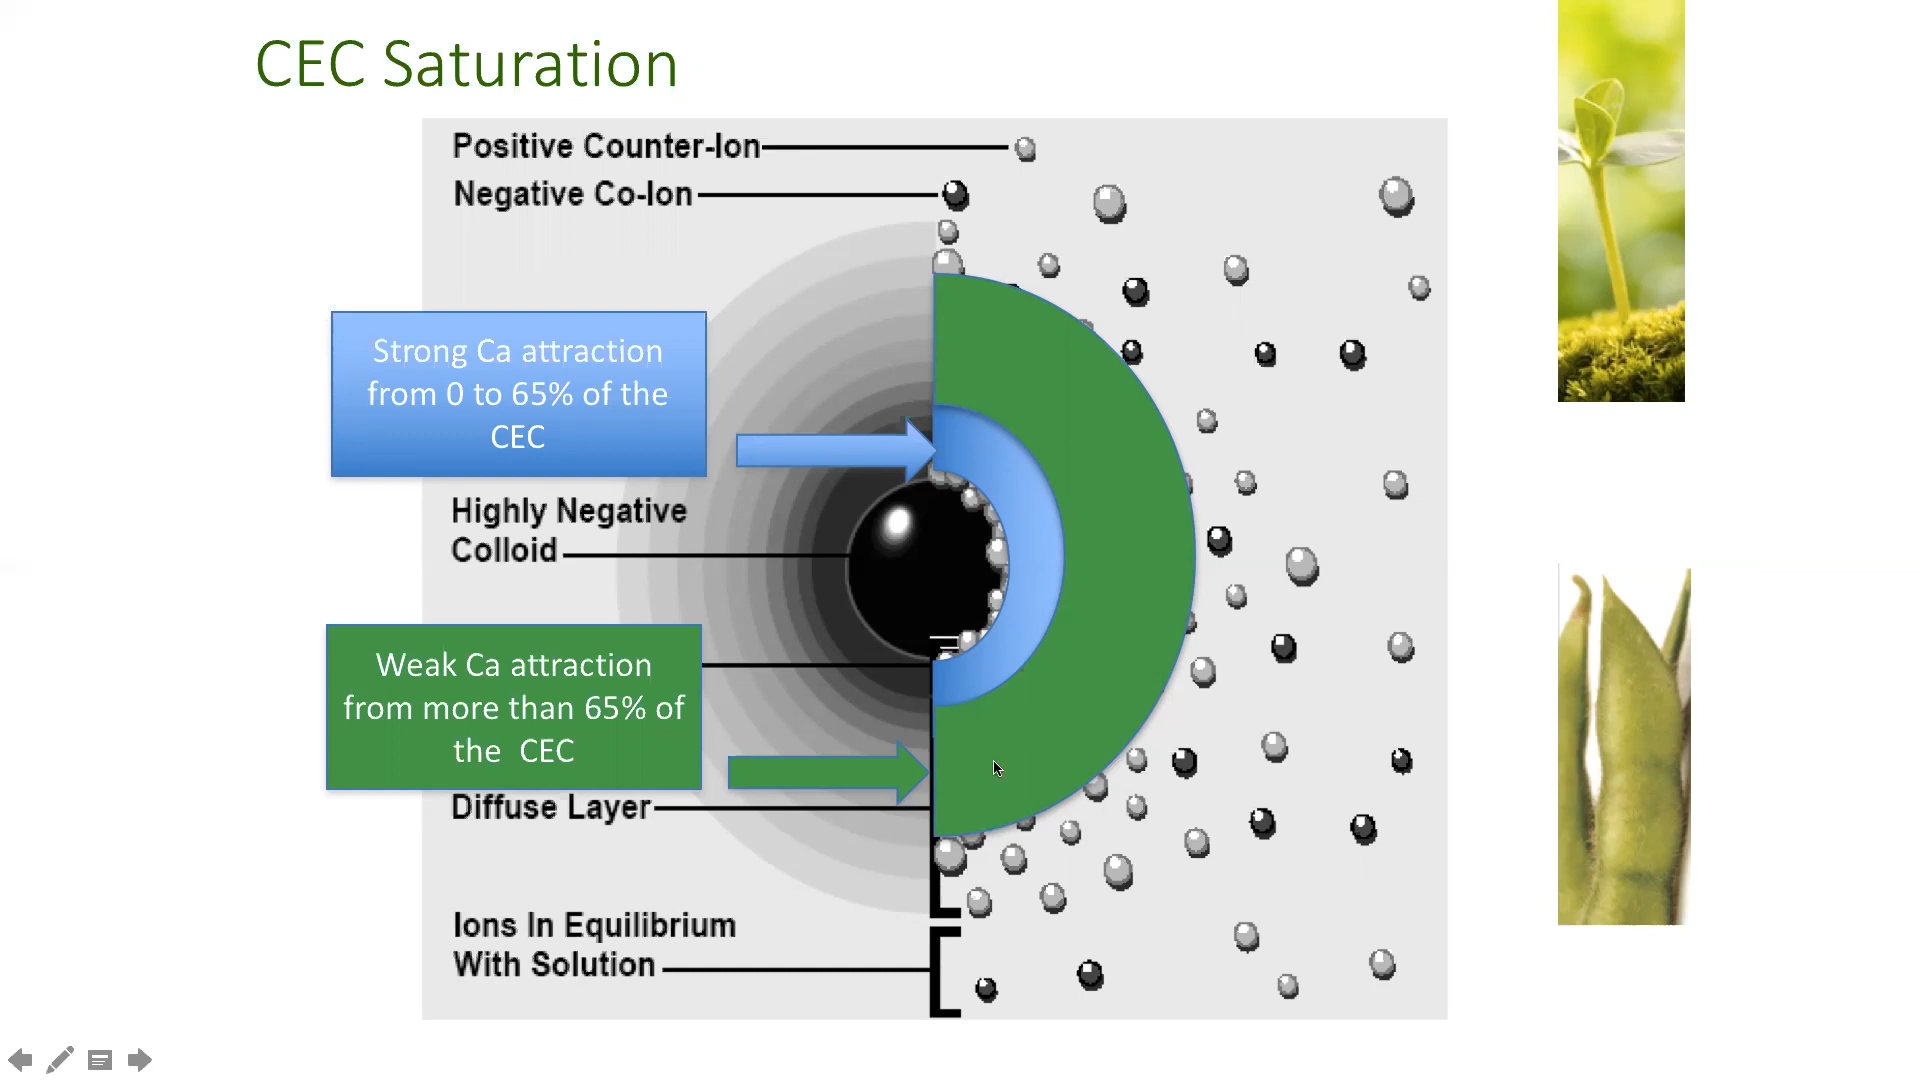 CEC Saturation
Positive Counter-Ion
Negative Co-Ion
Strong Ca attraction
from 0 to 65% of the
CEC
Highly Negative
Colloid
Weak Ca attraction
from more than 65% of
the CEC
Diffuse Layer
Ions In Equilibrium
With Solution